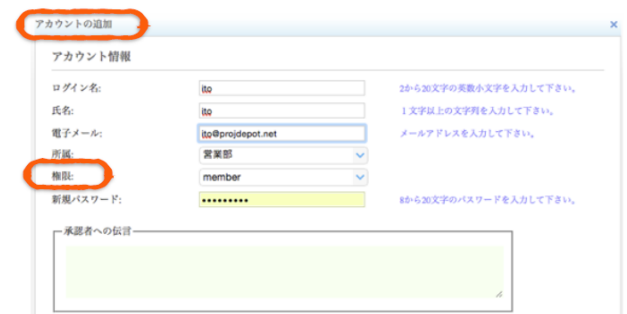 アカウントの追加
アカウント情報
ログイン名: ito 2から20文字の英数小文字を入力して下さい。
氏名: ito 1文字以上の文字列を入力して下さい。
電子メール: ito@projdepot.net メールアドレスを入力して下さい。
所属: 営業部
権限: member
新規パスワード: ••••••••• 8から20文字のパスワードを入力して下さい。
承認者への伝言